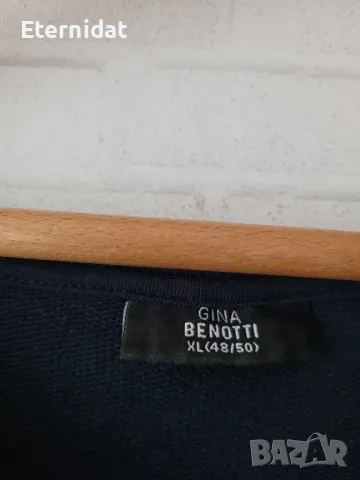 Eternidat
GINA
BENOTTI
XL(48/50)
BAZAR